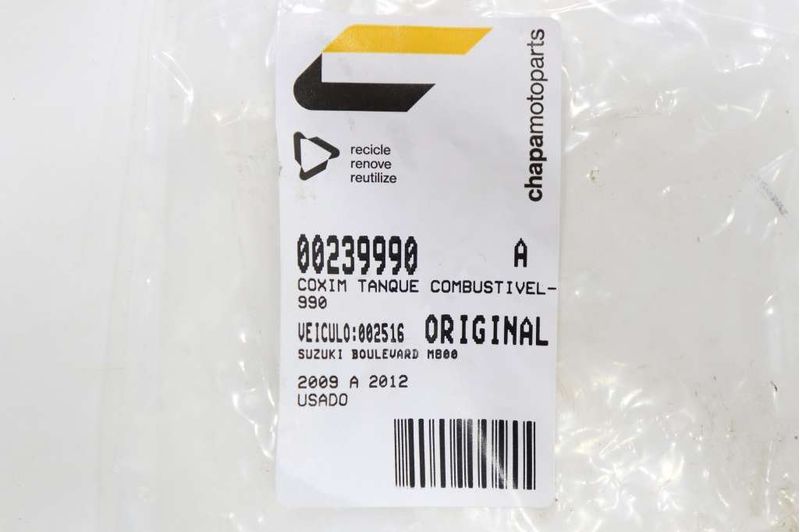 chapamotoparts
recicle
renove
reutilize
00239990 A
COXIM TANQUE COMBUSTIVEL-
990
VEICULO:002516 ORIGINAL
SUZUKI BOULEVARD M800
2009 A 2012
USADO